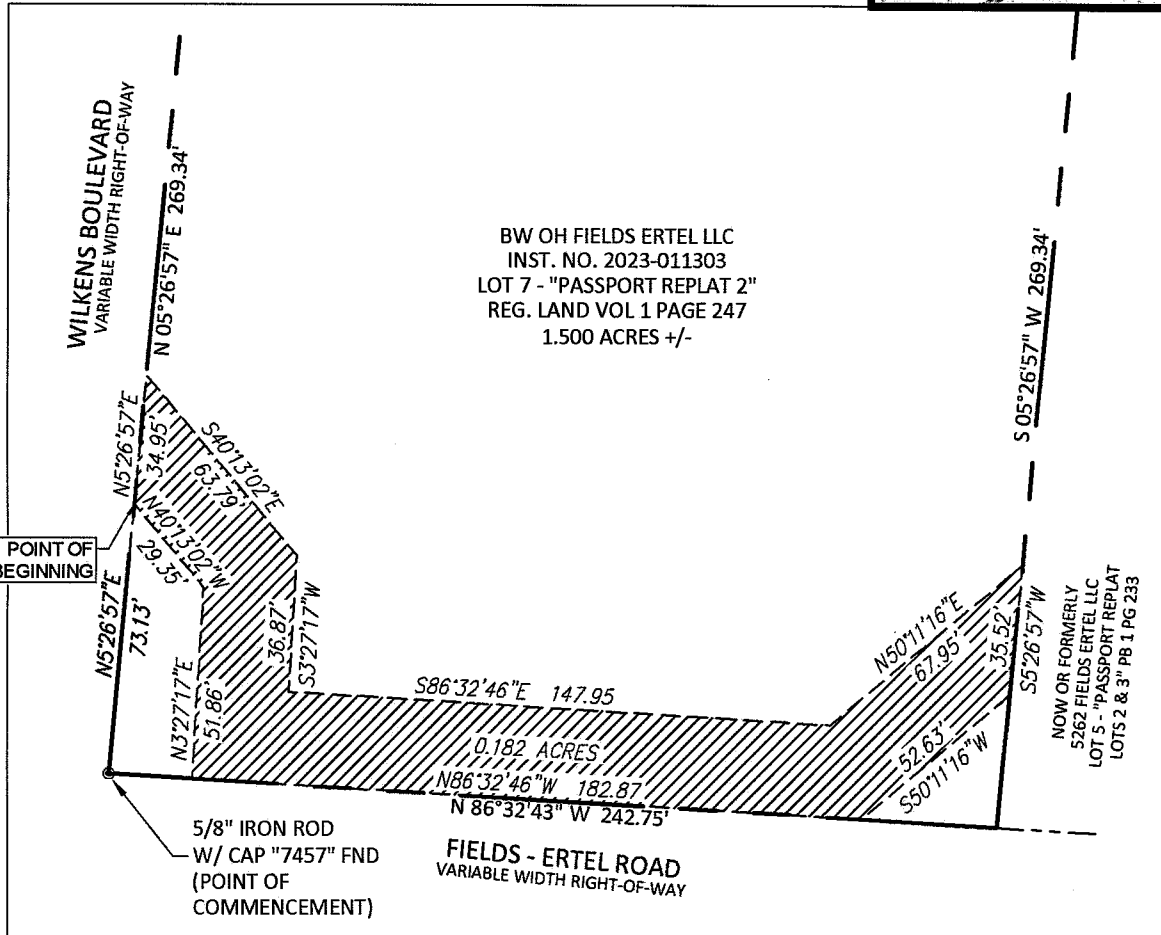 WILKENS BOULEVARD
VARIABLE WIDTH RIGHT-OF-WAY
N 05°26'57" E 269.34'
BW OH FIELDS ERTEL LLC
INST. NO. 2023-011303
LOT 7 - "PASSPORT REPLAT 2"
REG. LAND VOL 1 PAGE 247
1.500 ACRES +/-
S 05°26'57" W 269.34'
N5°26'57"E
34.95'
S40°13'02"E
63.79'
N40°13'02"W
29.35'
POINT OF
BEGINNING
N5°26'57"E
73.13'
N3°27'17"E
51.86'
36.87'
S3°27'17"W
S86°32'46"E 147.95
0.182 ACRES
N86°32'46"W 182.87
N 86°32'43" W 242.75'
N50°11'16"E
67.95'
35.52'
S5°26'57"W
52.63'
S50°11'16"W
NOW OR FORMERLY
5262 FIELDS ERTEL LLC
LOT 5 - "PASSPORT REPLAT
LOTS 2 & 3" PB 1 PG 233
5/8" IRON ROD
W/ CAP "7457" FND
(POINT OF
COMMENCEMENT)
FIELDS - ERTEL ROAD
VARIABLE WIDTH RIGHT-OF-WAY